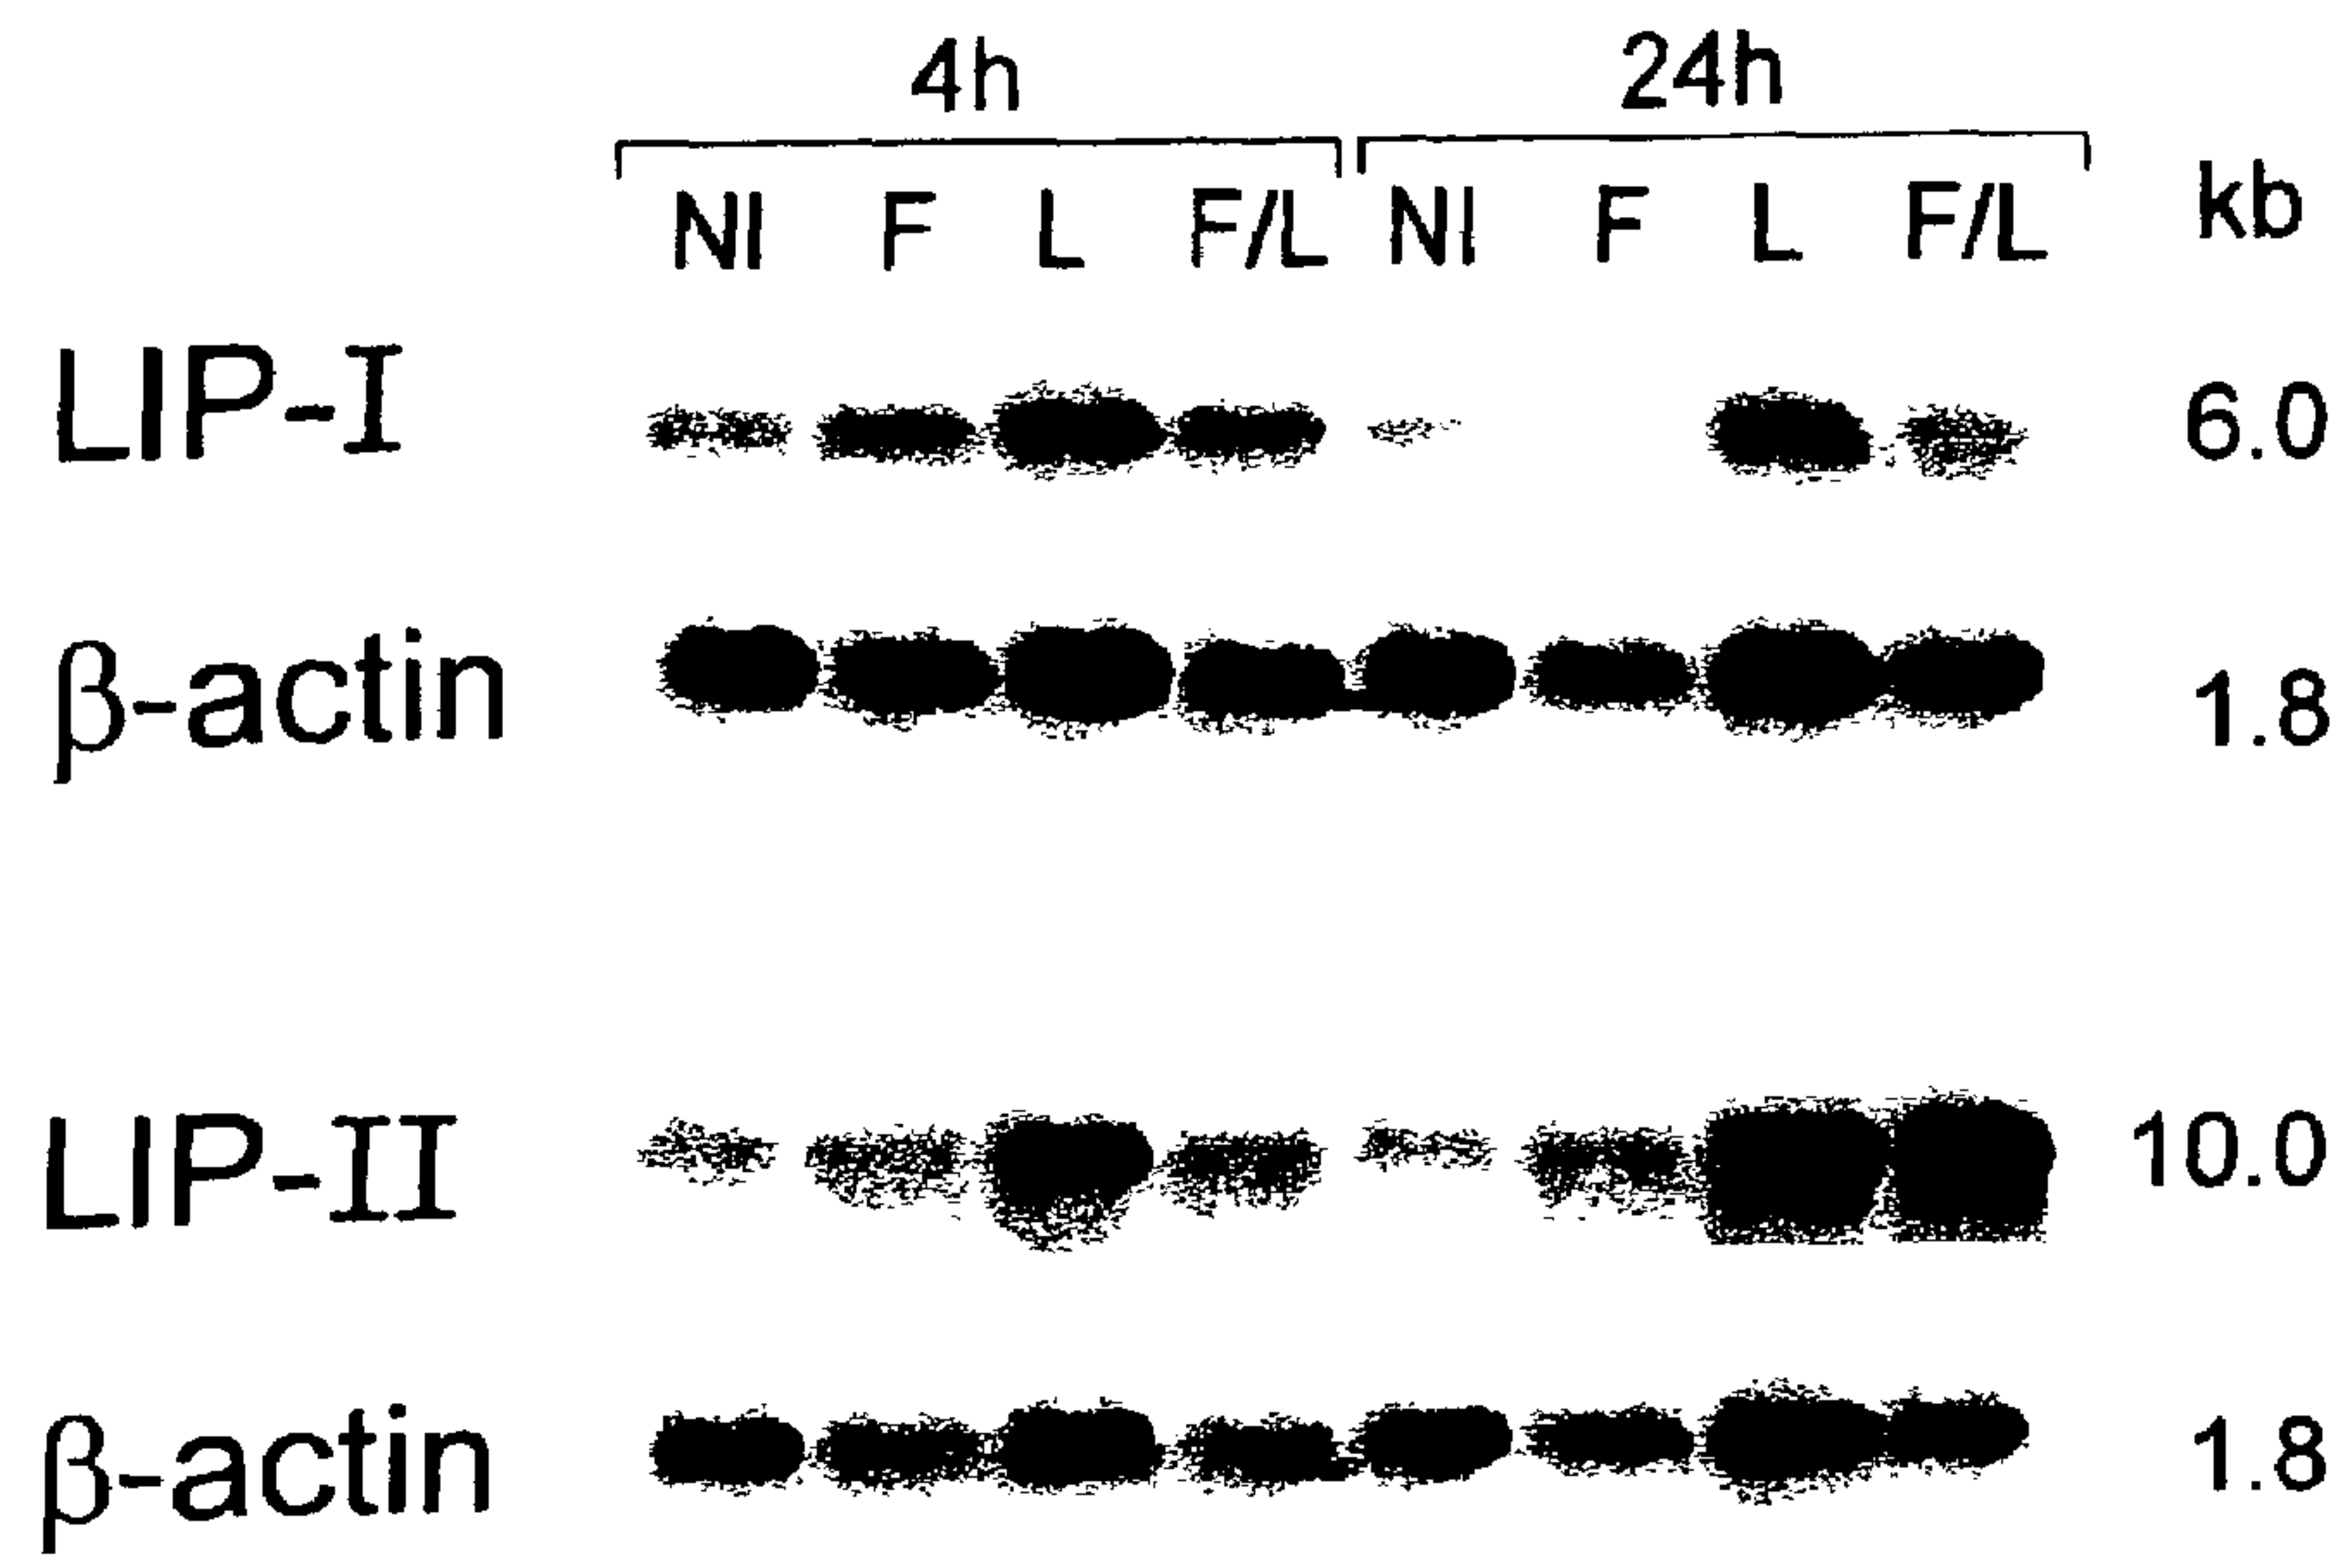 4h 24h
NI F L F/L NI F L F/L kb
LIP-I 6.0
β-actin 1.8
LIP-II 10.0
β-actin 1.8